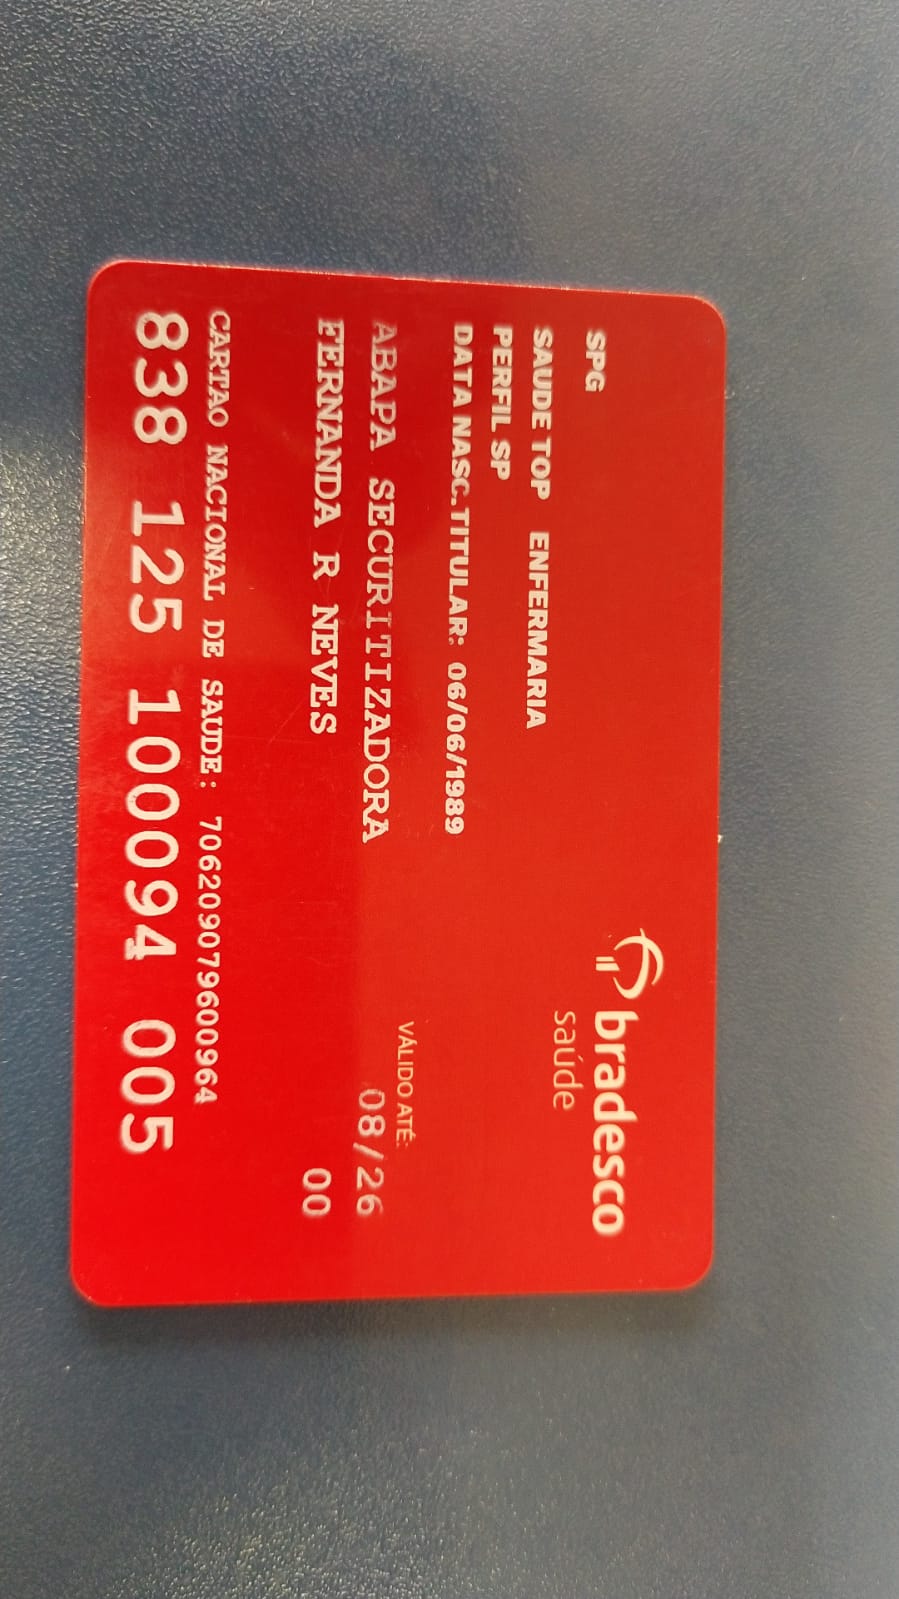 bradesco
saúde
SPG
SAUDE TOP ENFERMARIA
PERFIL SP
DATA NASC.TITULAR: 06/06/1989
VÁLIDO ATÉ:
ABAPA SECURITIZADORA 08/26
FERNANDA R NEVES 00
CARTAO NACIONAL DE SAUDE: 706209079600964
838 125 100094 005